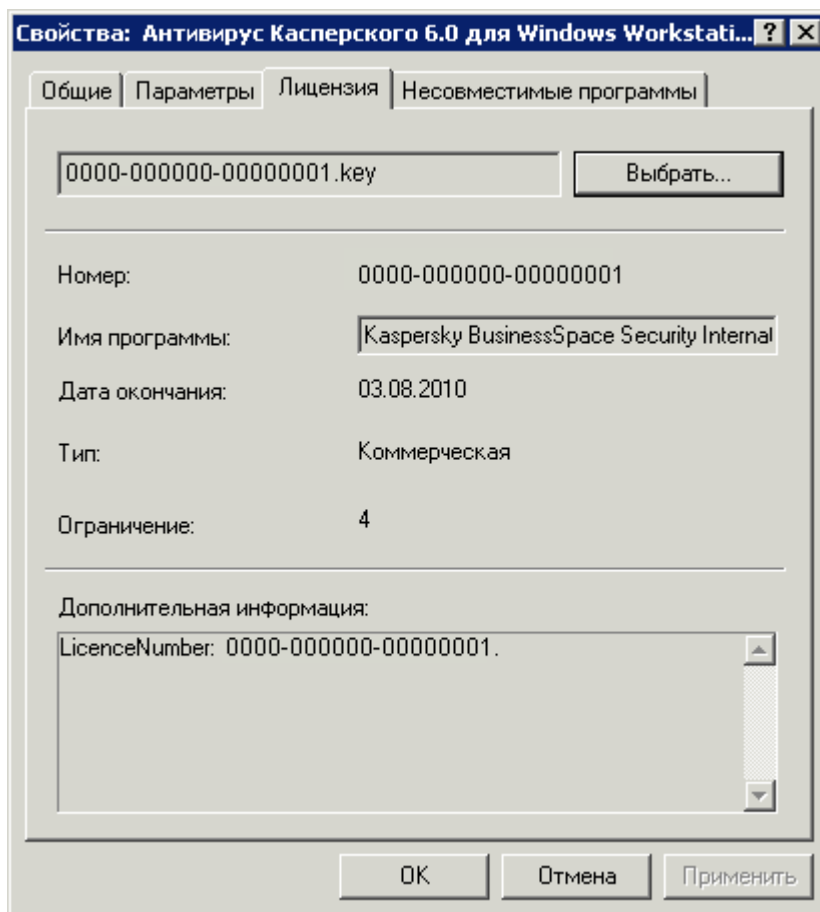 Свойства: Антивирус Касперского 6.0 для Windows Workstati...
Общие Параметры Лицензия Несовместимые программы
0000-000000-00000001.key Выбрать...
Номер: 0000-000000-00000001
Имя программы: Kaspersky BusinessSpace Security Internal
Дата окончания: 03.08.2010
Тип: Коммерческая
Ограничение: 4
Дополнительная информация:
LicenceNumber: 0000-000000-00000001.
OK Отмена Применить